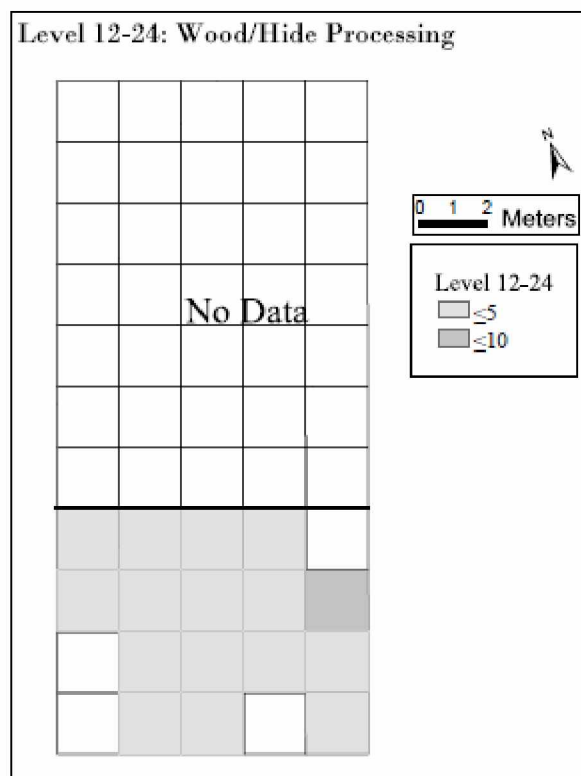 Level 12-24: Wood/Hide Processing
N
0 1 2
Meters
Level 12-24
≤5
≤10
No Data